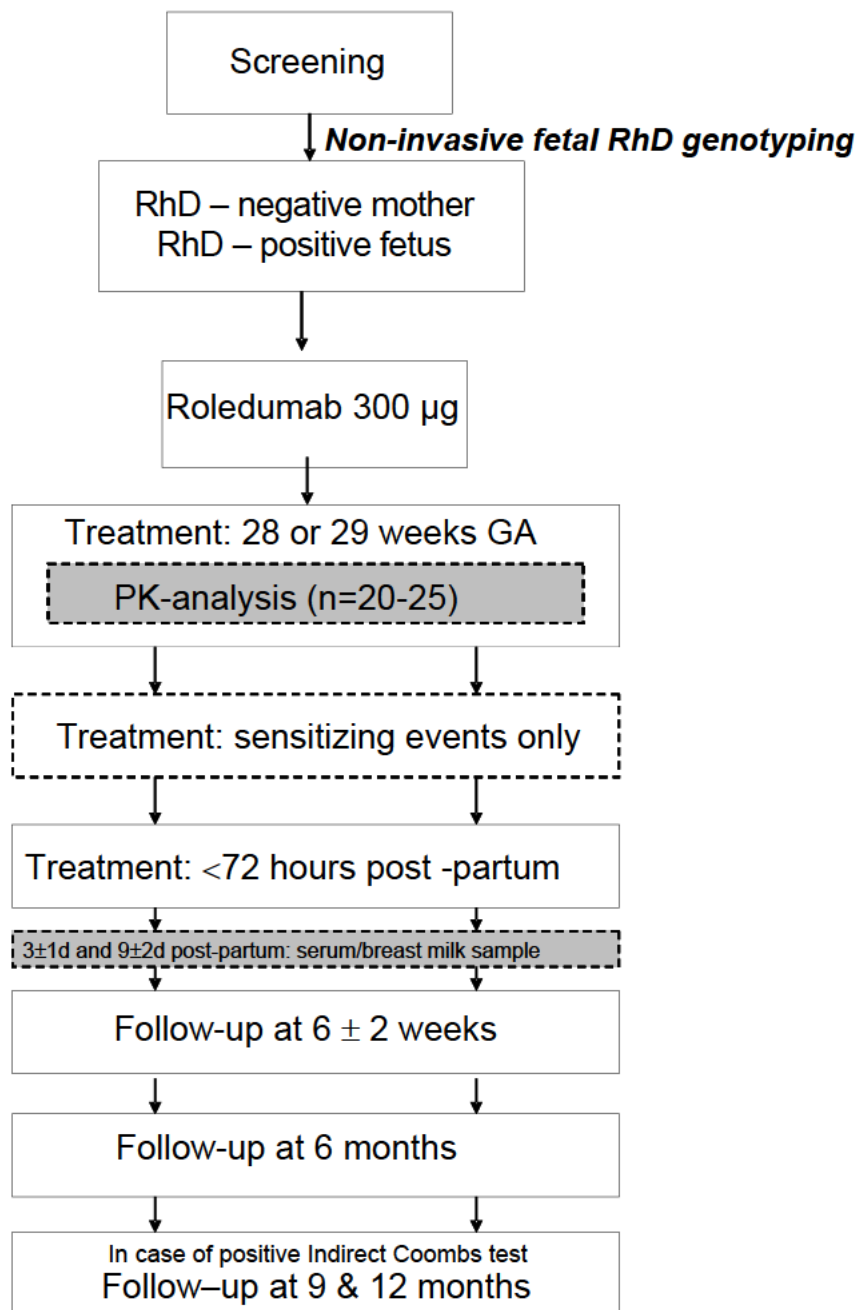 Screening
Non-invasive fetal RhD genotyping
RhD – negative mother
RhD – positive fetus
Roledumab 300 µg
Treatment: 28 or 29 weeks GA
PK-analysis (n=20-25)
Treatment: sensitizing events only
Treatment: <72 hours post -partum
3±1d and 9±2d post-partum: serum/breast milk sample
Follow-up at 6 ± 2 weeks
Follow-up at 6 months
In case of positive Indirect Coombs test
Follow–up at 9 & 12 months